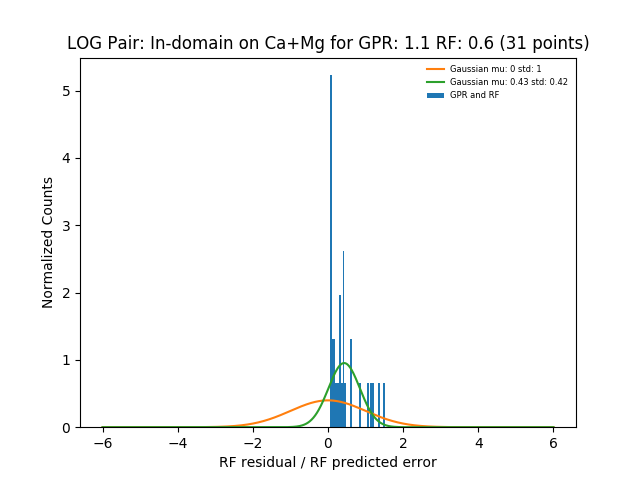 LOG Pair: In-domain on Ca+Mg for GPR: 1.1 RF: 0.6 (31 points)
Gaussian mu: 0 std: 1
Gaussian mu: 0.43 std: 0.42
GPR and RF
Normalized Counts
5
4
3
2
1
0
−6 −4 −2 0 2 4 6
RF residual / RF predicted error